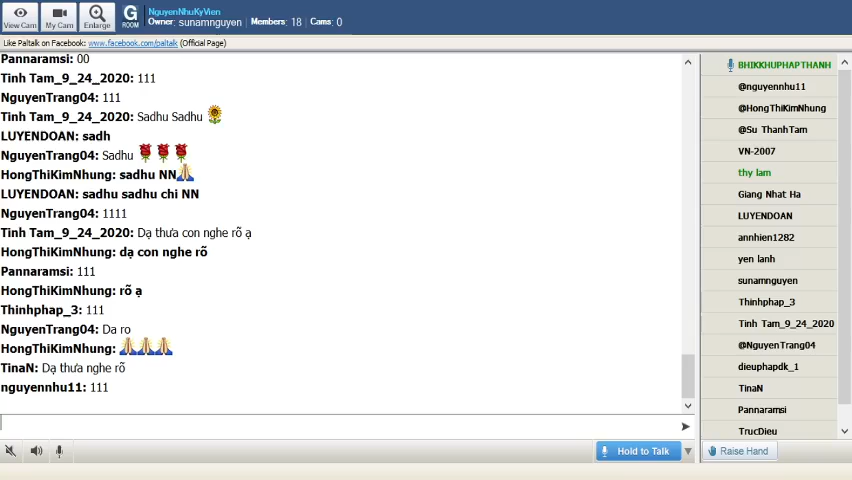 View Cam
My Cam
Enlarge
G
ROOM
NguyenNhuKyVien
Owner: sunamnguyen Members: 18 Cams: 0
Like Paltalk on Facebook: www.facebook.com/paltalk (Official Page)
Pannaramsi: 00
Tinh Tam_9_24_2020: 111
NguyenTrang04: 111
Tinh Tam_9_24_2020: Sadhu Sadhu
LUYENDOAN: sadh
NguyenTrang04: Sadhu
HongThiKimNhung: sadhu NN
LUYENDOAN: sadhu sadhu chi NN
NguyenTrang04: 1111
Tinh Tam_9_24_2020: Dạ thưa con nghe rõ ạ
HongThiKimNhung: dạ con nghe rõ
Pannaramsi: 111
HongThiKimNhung: rõ ạ
Thinhphap_3: 111
NguyenTrang04: Da ro
HongThiKimNhung:
TinaN: Dạ thưa nghe rõ
nguyennhu11: 111
Hold to Talk
BHIKKHUPHAPTHANH
@nguyennhu11
@HongThiKimNhung
@Su ThanhTam
VN-2007
thy lam
Giang Nhat Ha
LUYENDOAN
annhien1282
yen lanh
sunamnguyen
Thinhphap_3
Tinh Tam_9_24_2020
@NguyenTrang04
dieuphapdk_1
TinaN
Pannaramsi
TrucDieu
Raise Hand